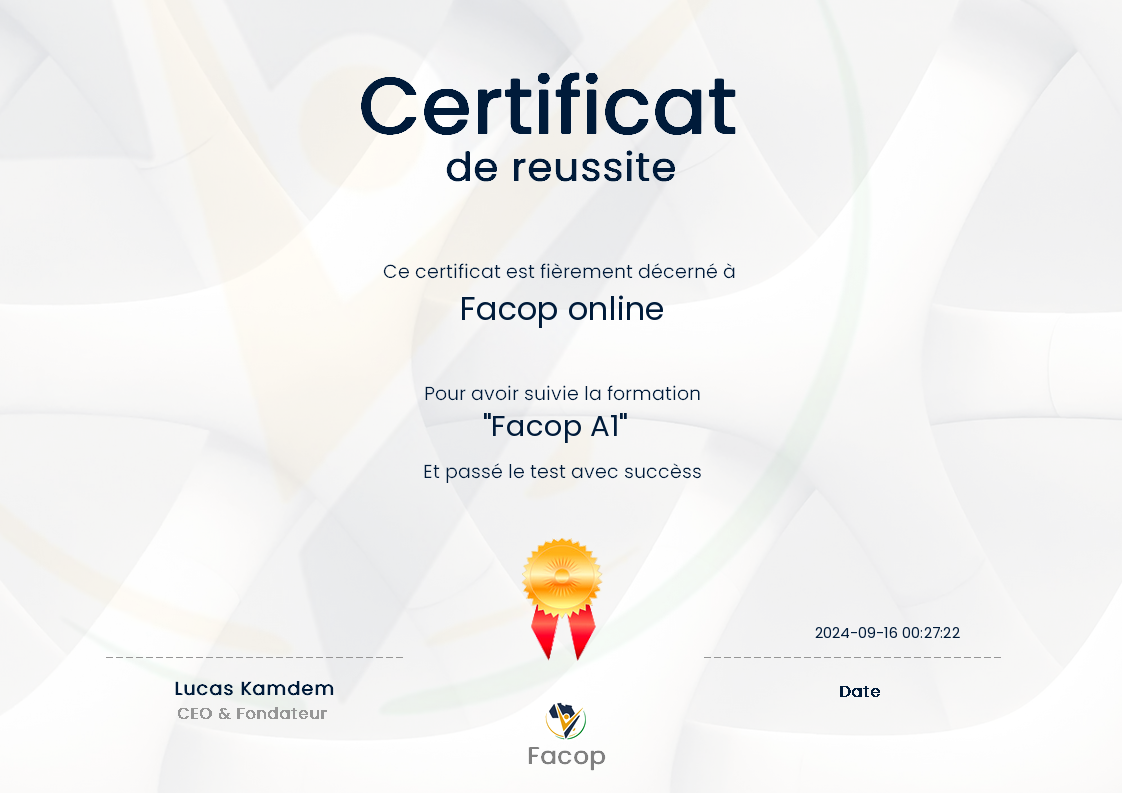 Certificat
de reussite
Ce certificat est fièrement décerné à
Facop online
Pour avoir suivie la formation
"Facop A1"
Et passé le test avec succèss
2024-09-16 00:27:22
Lucas Kamdem
CEO & Fondateur
Date
Facop